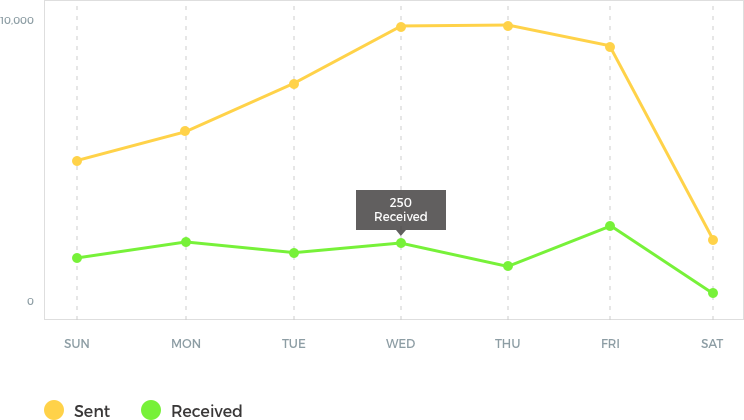 10,000
250
Received
0
SUN MON TUE WED THU FRI SAT
Sent Received